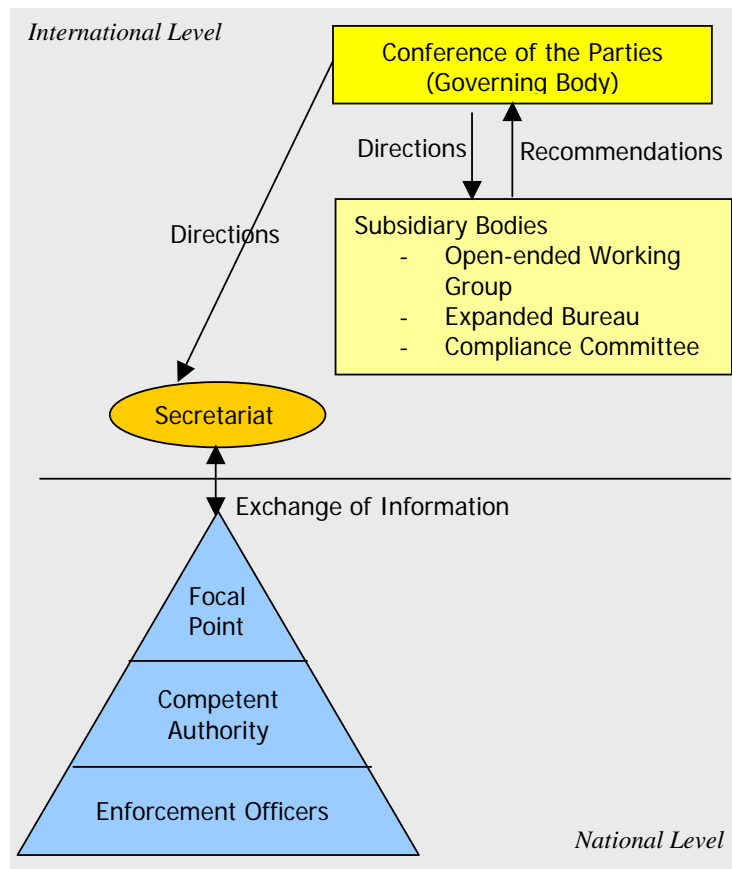 International Level
Conference of the Parties
(Governing Body)
Directions
Recommendations
Directions
Subsidiary Bodies
- Open-ended Working
Group
- Expanded Bureau
- Compliance Committee
Secretariat
Exchange of Information
Focal
Point
Competent
Authority
Enforcement Officers
National Level